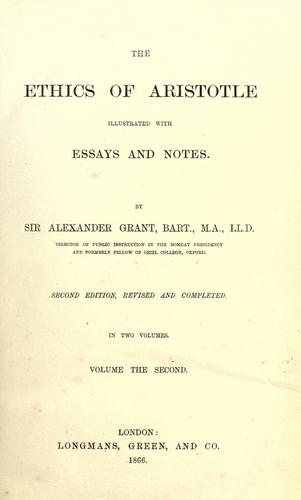 THE
ETHICS OF ARISTOTLE
ILLUSTRATED WITH
ESSAYS AND NOTES.
BY
SIR ALEXANDER GRANT, BART., M.A., LL.D.
DIRECTOR OF PUBLIC INSTRUCTION IN THE BOMBAY PRESIDENCY
AND FORMERLY FELLOW OF ORIEL COLLEGE, OXFORD.
SECOND EDITION, REVISED AND COMPLETED.
IN TWO VOLUMES.
VOLUME THE SECOND.
LONDON:
LONGMANS, GREEN, AND CO.
1866.